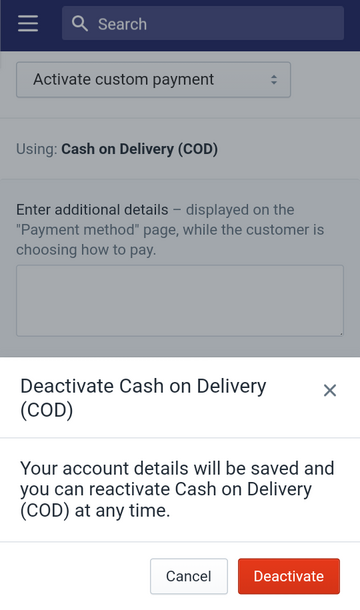 Search
Activate custom payment
Using: Cash on Delivery (COD)
Enter additional details – displayed on the
"Payment method" page, while the customer is
choosing how to pay.
Deactivate Cash on Delivery
(COD)
Your account details will be saved and
you can reactivate Cash on Delivery
(COD) at any time.
Cancel
Deactivate